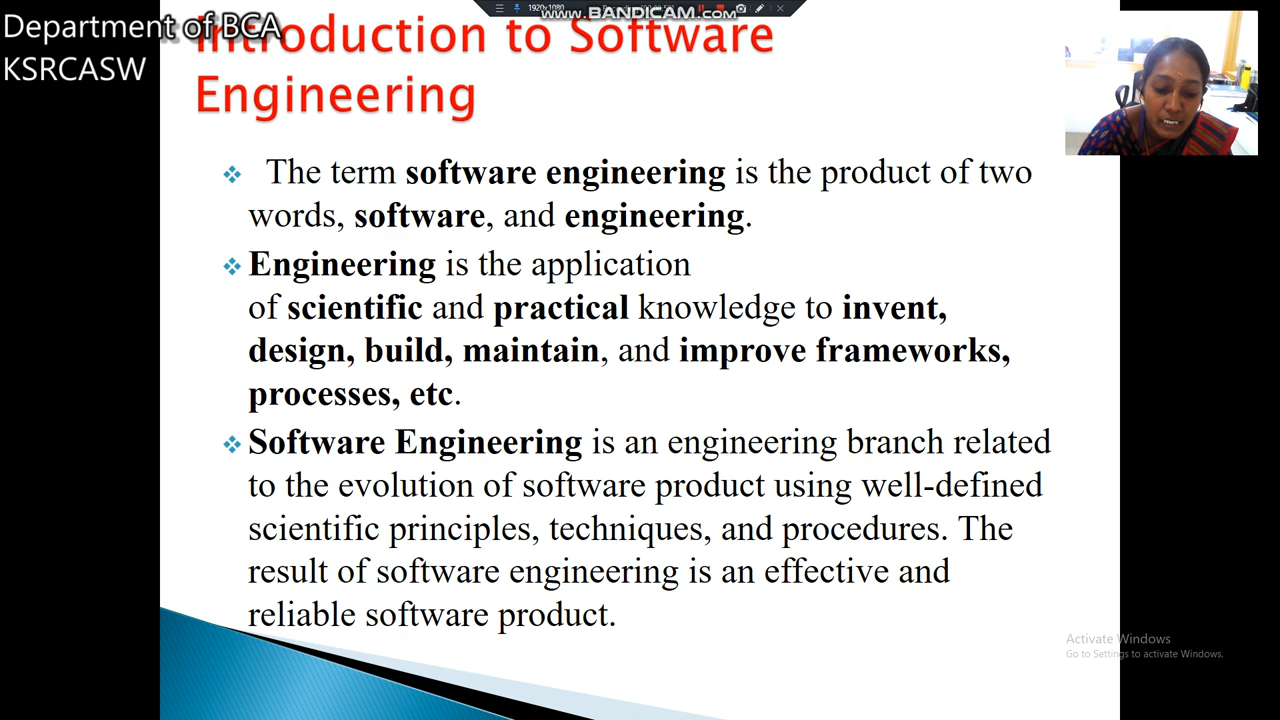 1920×1080
www.BANDICAM.com
Department of BCA
KSRCASW
Introduction to Software
Engineering
The term software engineering is the product of two
words, software, and engineering.
Engineering is the application
of scientific and practical knowledge to invent,
design, build, maintain, and improve frameworks,
processes, etc.
Software Engineering is an engineering branch related
to the evolution of software product using well-defined
scientific principles, techniques, and procedures. The
result of software engineering is an effective and
reliable software product.
Activate Windows
Go to Settings to activate Windows.